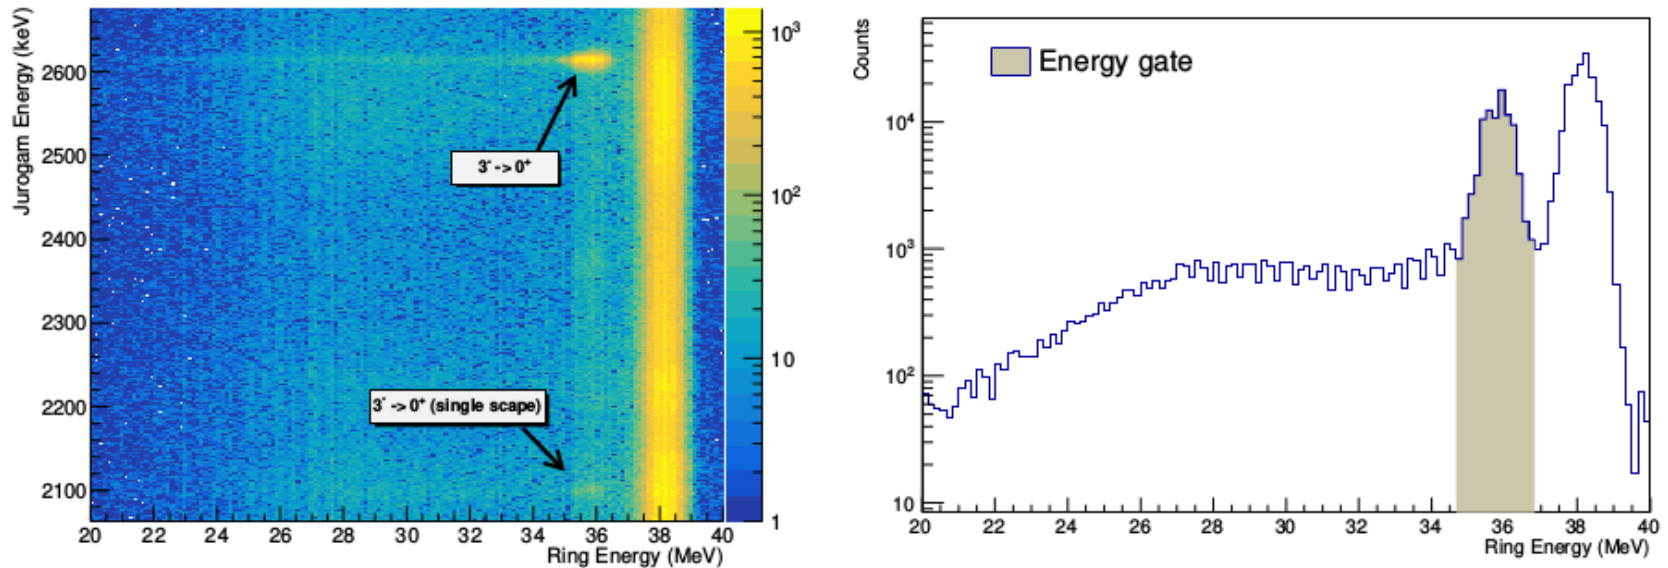 Jurogam Energy (keV)
2600
2500
2400
2300
2200
2100
3⁻ -> 0⁺
3⁻ -> 0⁺ (single scape)
20 22 24 26 28 30 32 34 36 38 40
Ring Energy (MeV)
10³
10²
10
1
Counts
Energy gate
10⁴
10³
10²
10
20 22 24 26 28 30 32 34 36 38 40
Ring Energy (MeV)